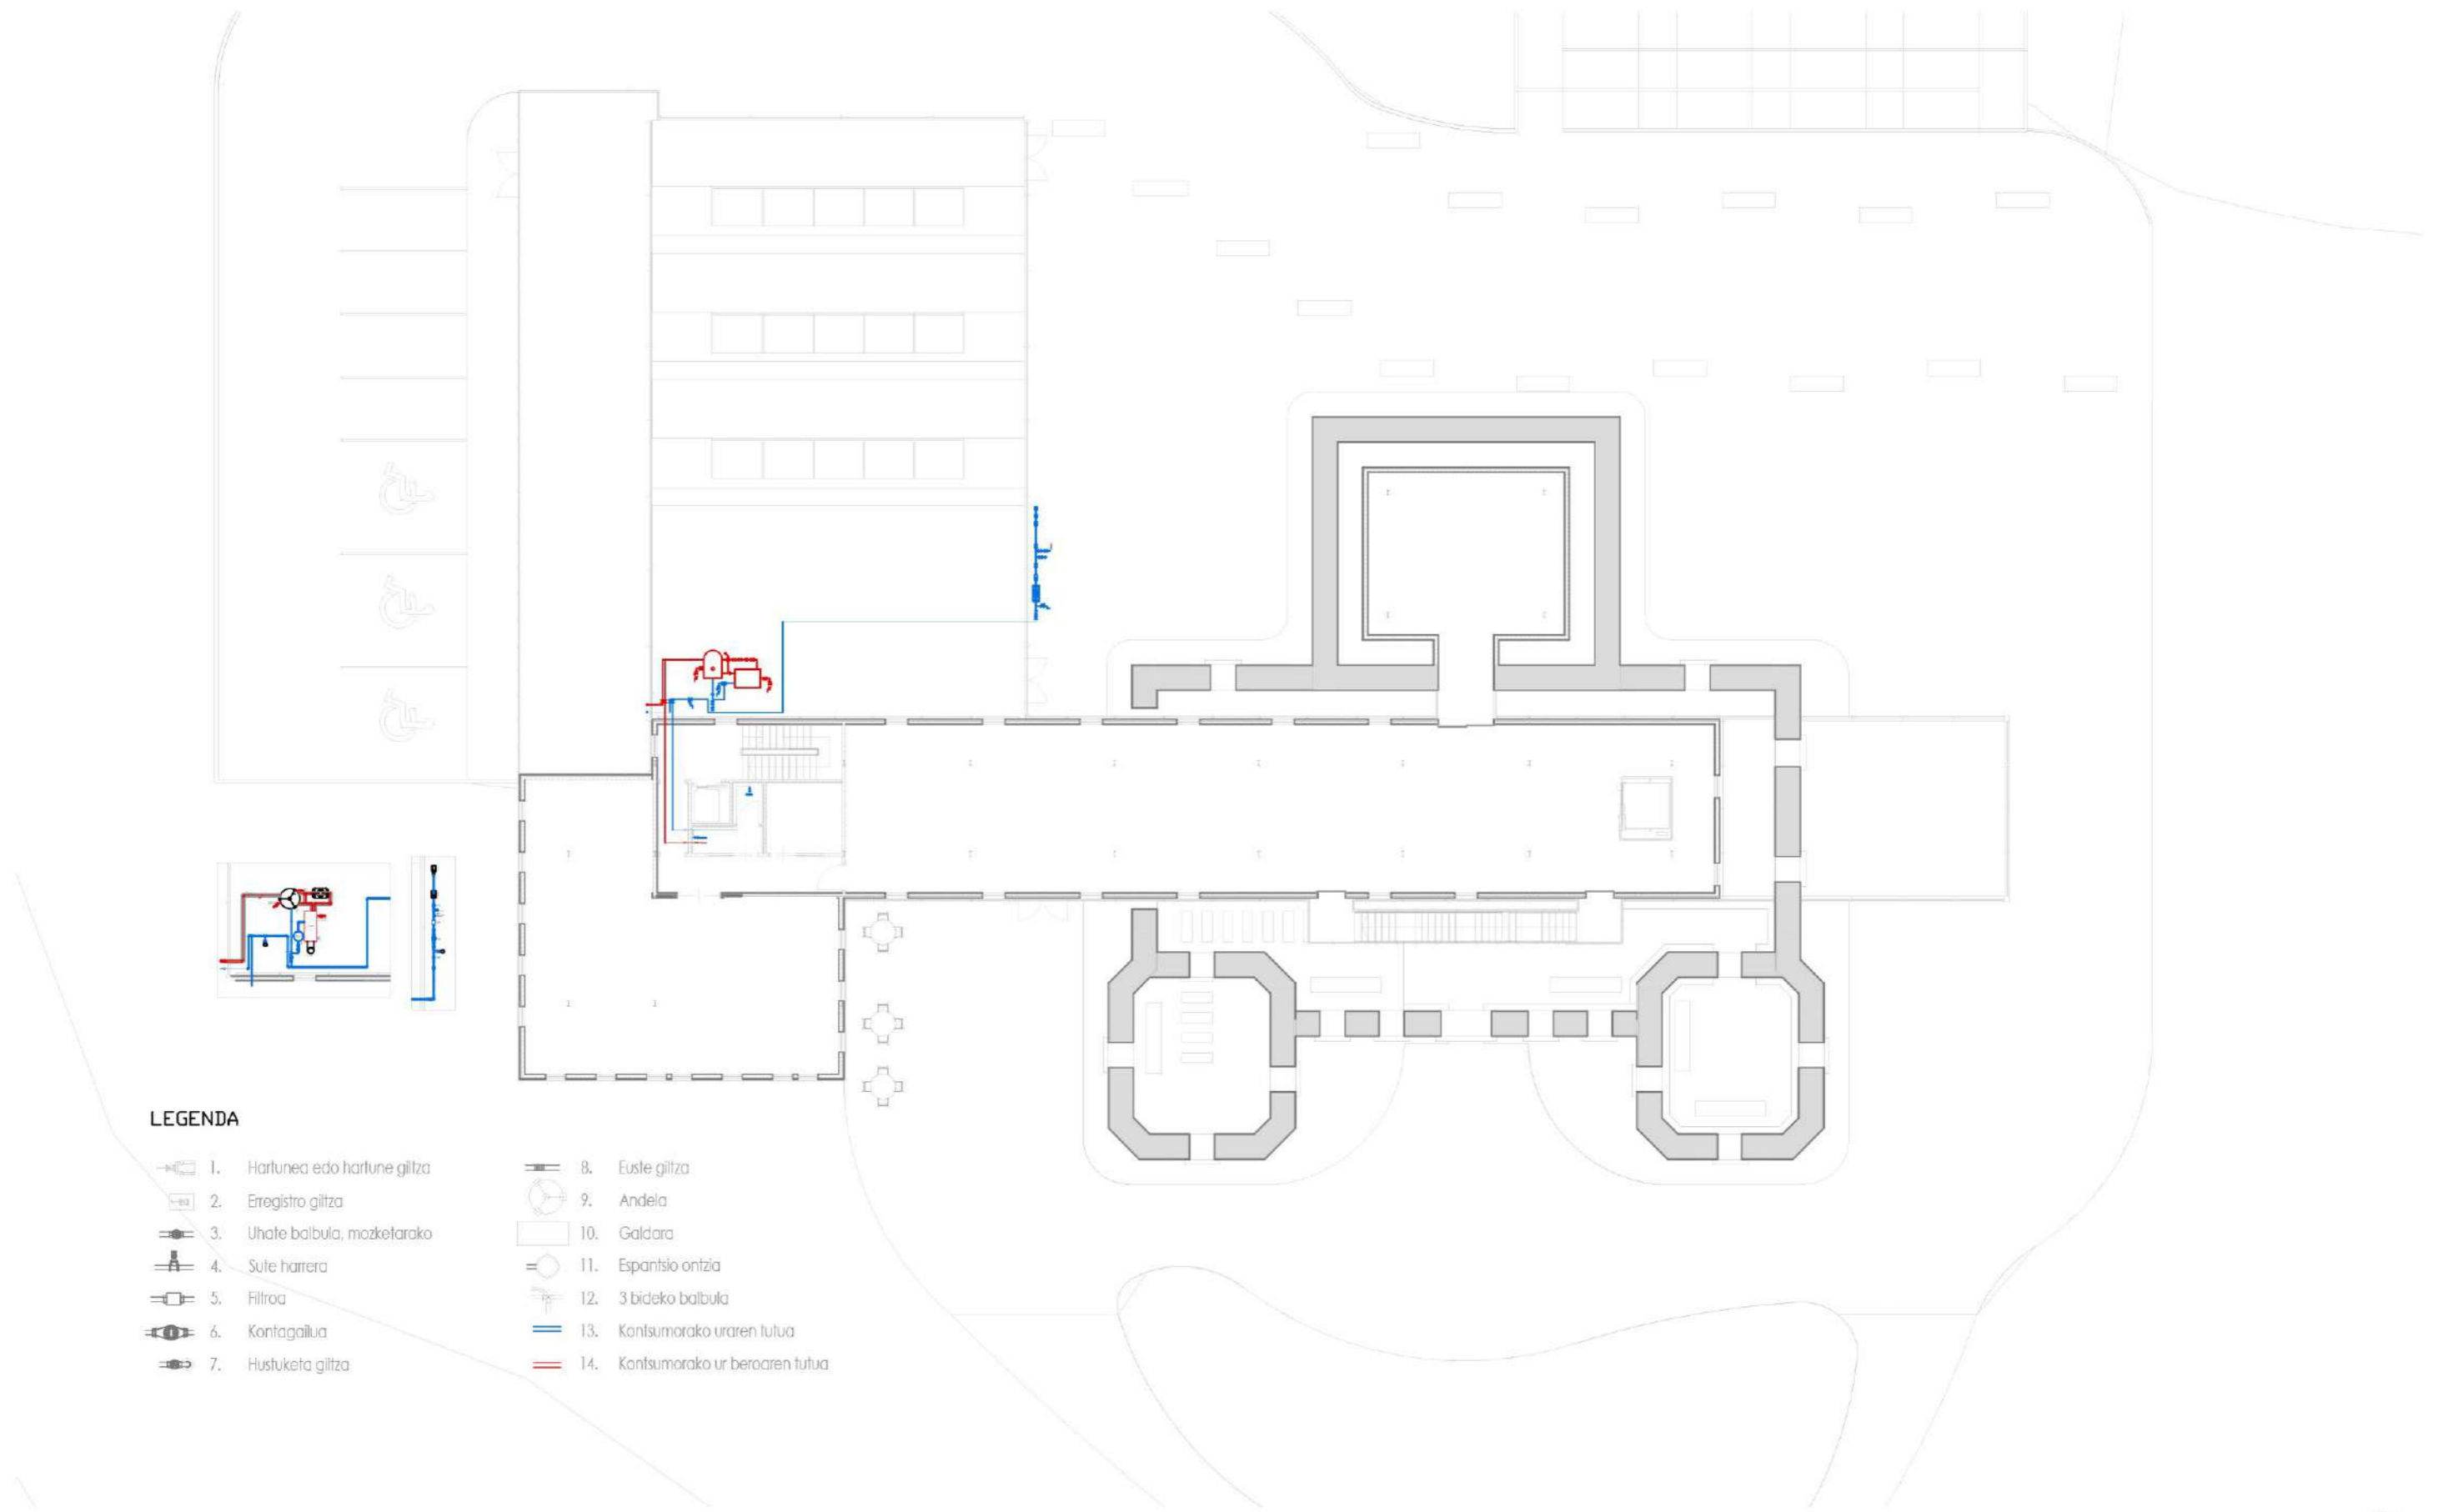 LEGENDA
1. Hartunea edo hartune giltza
2. Erregistro giltza
3. Uhate balbula, mozketarako
4. Sute harrera
5. Filtroa
6. Kontagailua
7. Hustuketa giltza
8. Euste giltza
9. Andela
10. Galdara
11. Espantsio ontzia
12. 3 bideko balbula
13. Kontsumorako uraren tutua
14. Kontsumorako ur beroaren tutua